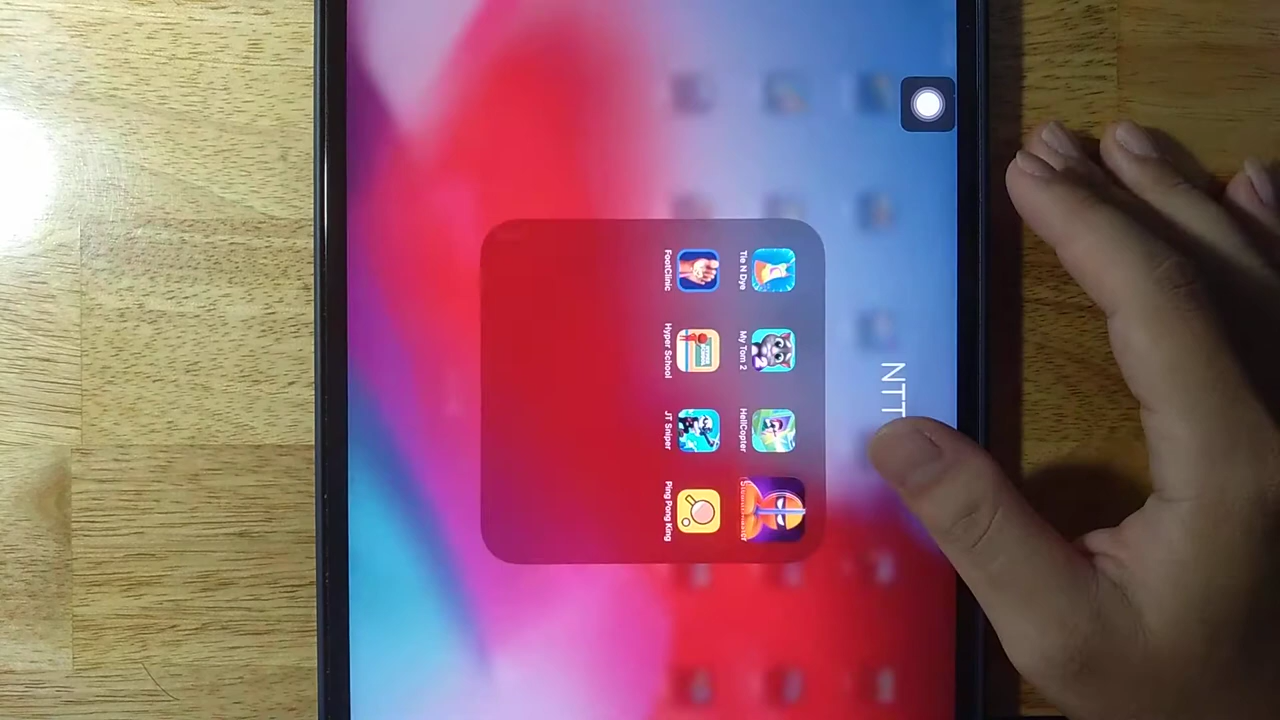 NTT
Tie N Dye
My Tom 2
HeliCopter
FootClinic
Hyper School
JT Sniper
Ping Pong King